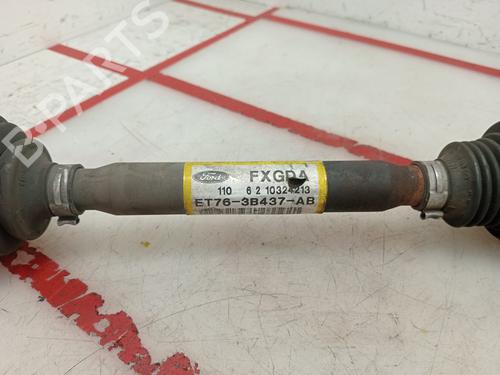 B-PARTS
Ford FXGDA
110 6 2 10324213
ET76-3B437-AB